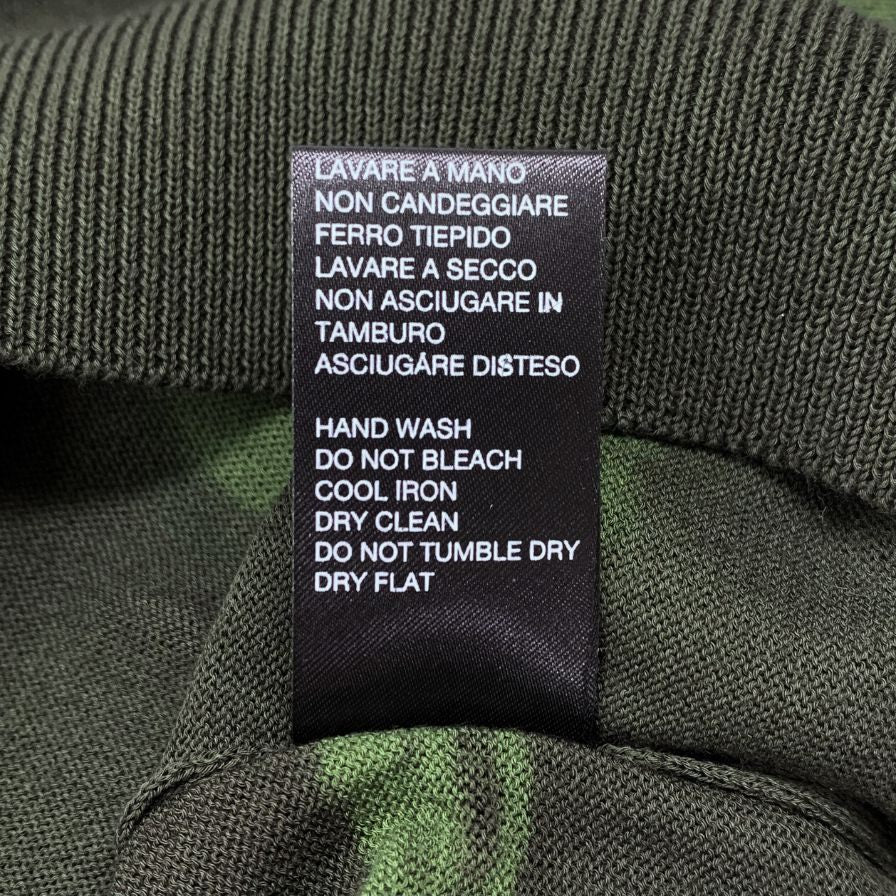 LAVARE A MANO
NON CANDEGGIARE
FERRO TIEPIDO
LAVARE A SECCO
NON ASCIUGARE IN
TAMBURO
ASCIUGARE DISTESO
HAND WASH
DO NOT BLEACH
COOL IRON
DRY CLEAN
DO NOT TUMBLE DRY
DRY FLAT